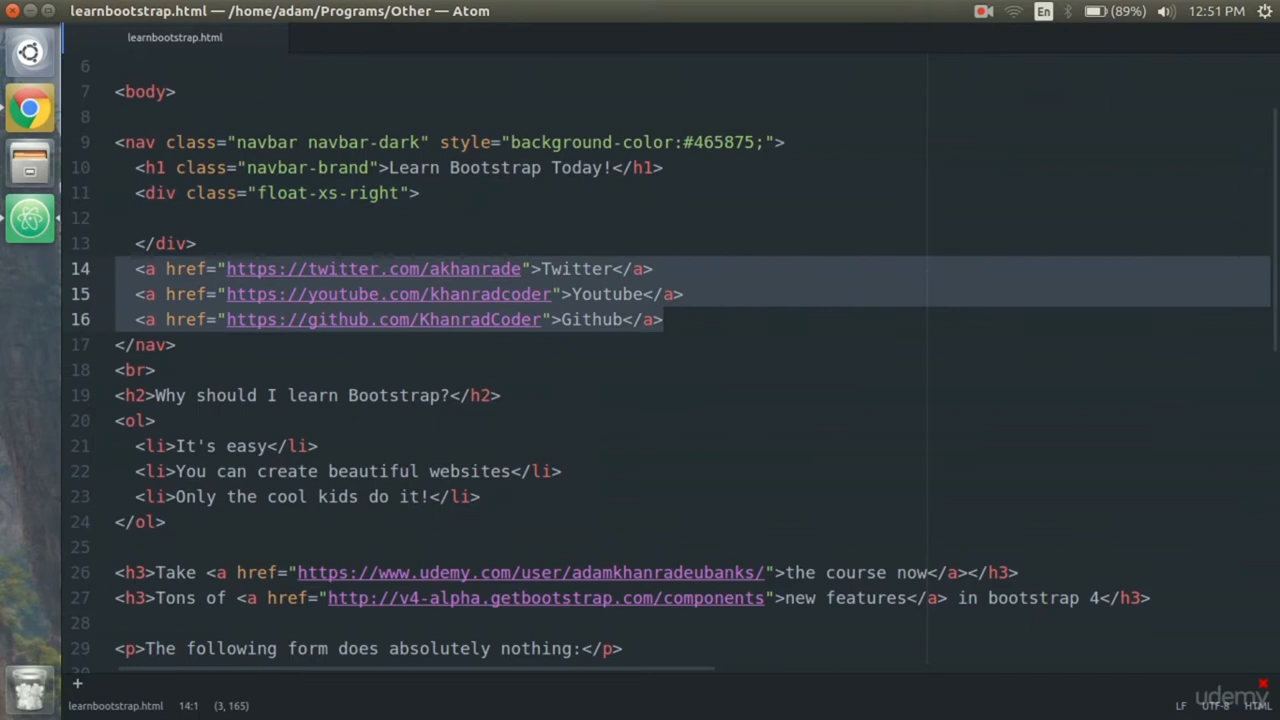 learnbootstrap.html — /home/adam/Programs/Other — Atom
En (89%) 12:51 PM
learnbootstrap.html
6
7 <body>
8
9 <nav class="navbar navbar-dark" style="background-color:#465875;">
10 <h1 class="navbar-brand">Learn Bootstrap Today!</h1>
11 <div class="float-xs-right">
12
13 </div>
14 <a href="https://twitter.com/akhanrade">Twitter</a>
15 <a href="https://youtube.com/khanradcoder">Youtube</a>
16 <a href="https://github.com/KhanradCoder">Github</a>
17 </nav>
18 <br>
19 <h2>Why should I learn Bootstrap?</h2>
20 <ol>
21 <li>It's easy</li>
22 <li>You can create beautiful websites</li>
23 <li>Only the cool kids do it!</li>
24 </ol>
25
26 <h3>Take <a href="https://www.udemy.com/user/adamkhanradeubanks/">the course now</a></h3>
27 <h3>Tons of <a href="http://v4-alpha.getbootstrap.com/components">new features</a> in bootstrap 4</h3>
28
29 <p>The following form does absolutely nothing:</p>
+
udemy
learnbootstrap.html 14:1 (3, 165) LF UTF-8 HTML